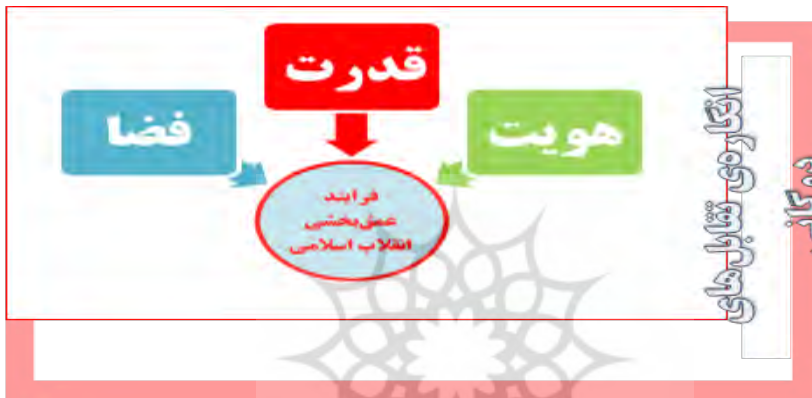 قدرت
هویت
فضا
فرایند
عمق‌بخشی
انقلاب اسلامی
انگاره‌ی تقابل‌های